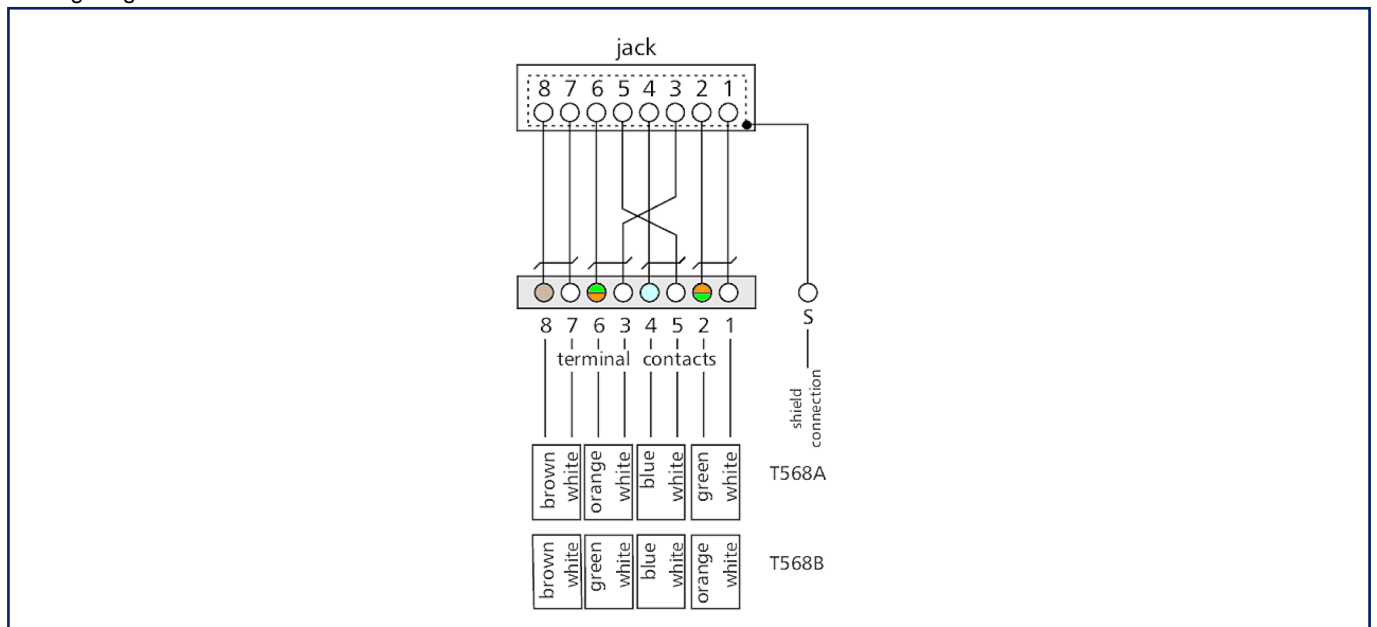 jack
8 7 6 5 4 3 2 1
8 7 6 3 4 5 2 1
S
terminal contacts
shield
connection
brown white orange white blue white green white T568A
brown white green white blue white orange white T568B